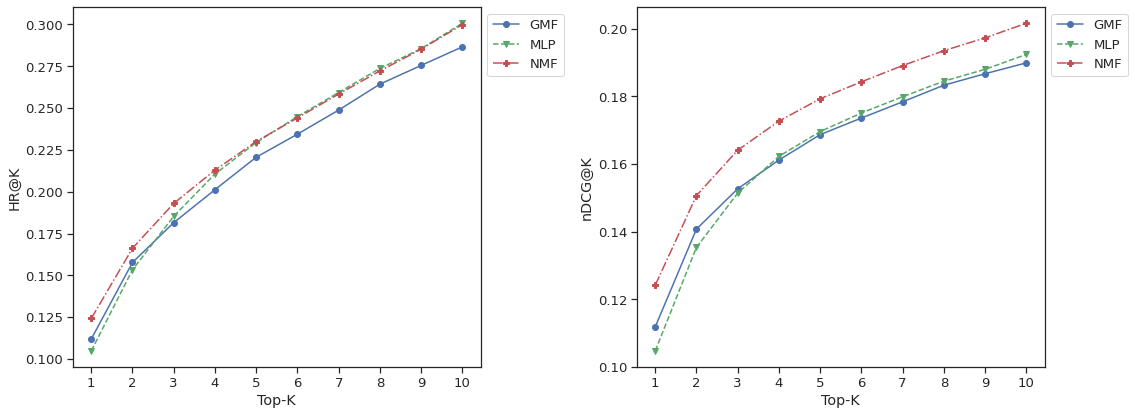 HR@K
0.300
0.275
0.250
0.225
0.200
0.175
0.150
0.125
0.100
1 2 3 4 5 6 7 8 9 10
Top-K
GMF
MLP
NMF
nDCG@K
0.20
0.18
0.16
0.14
0.12
0.10
1 2 3 4 5 6 7 8 9 10
Top-K
GMF
MLP
NMF